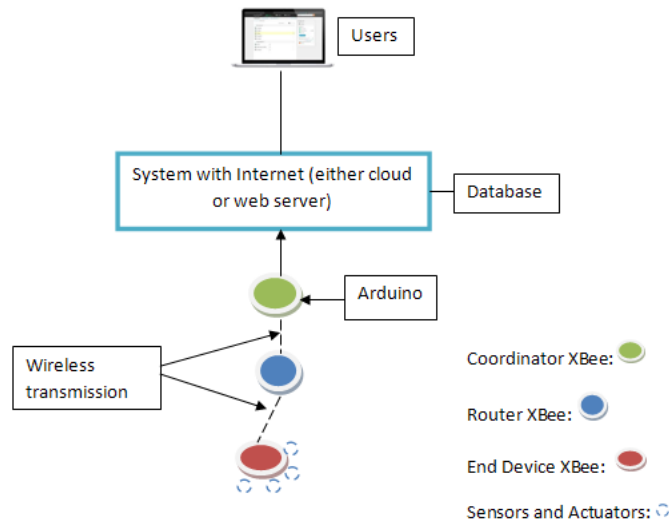 Users
System with Internet (either cloud
or web server)
Database
Arduino
Wireless
transmission
Coordinator XBee:
Router XBee:
End Device XBee:
Sensors and Actuators: